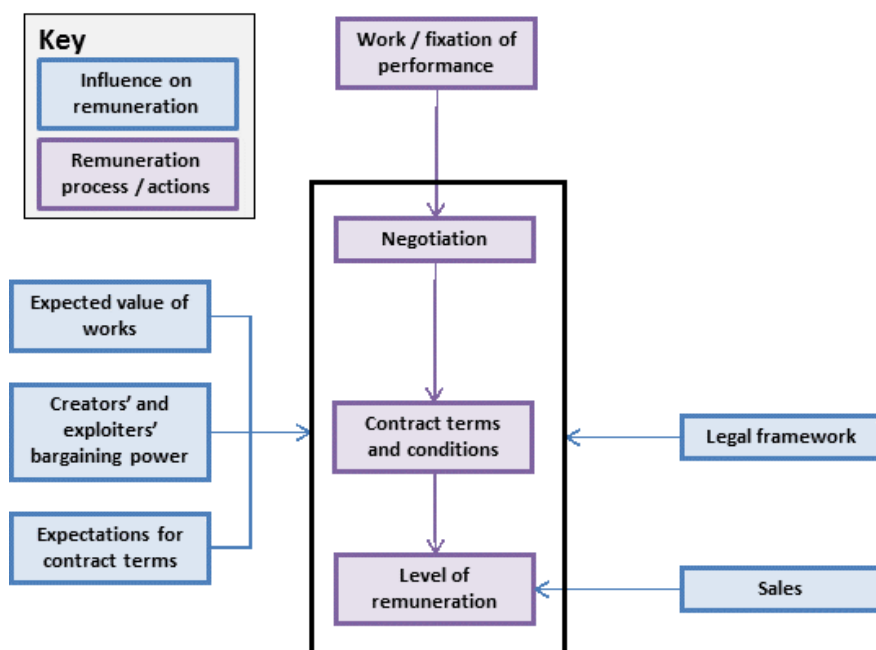 Key
Influence on
remuneration
Remuneration
process / actions
Work / fixation of
performance
Negotiation
Expected value of
works
Creators’ and
exploiters’
bargaining power
Expectations for
contract terms
Contract terms
and conditions
Legal framework
Level of
remuneration
Sales